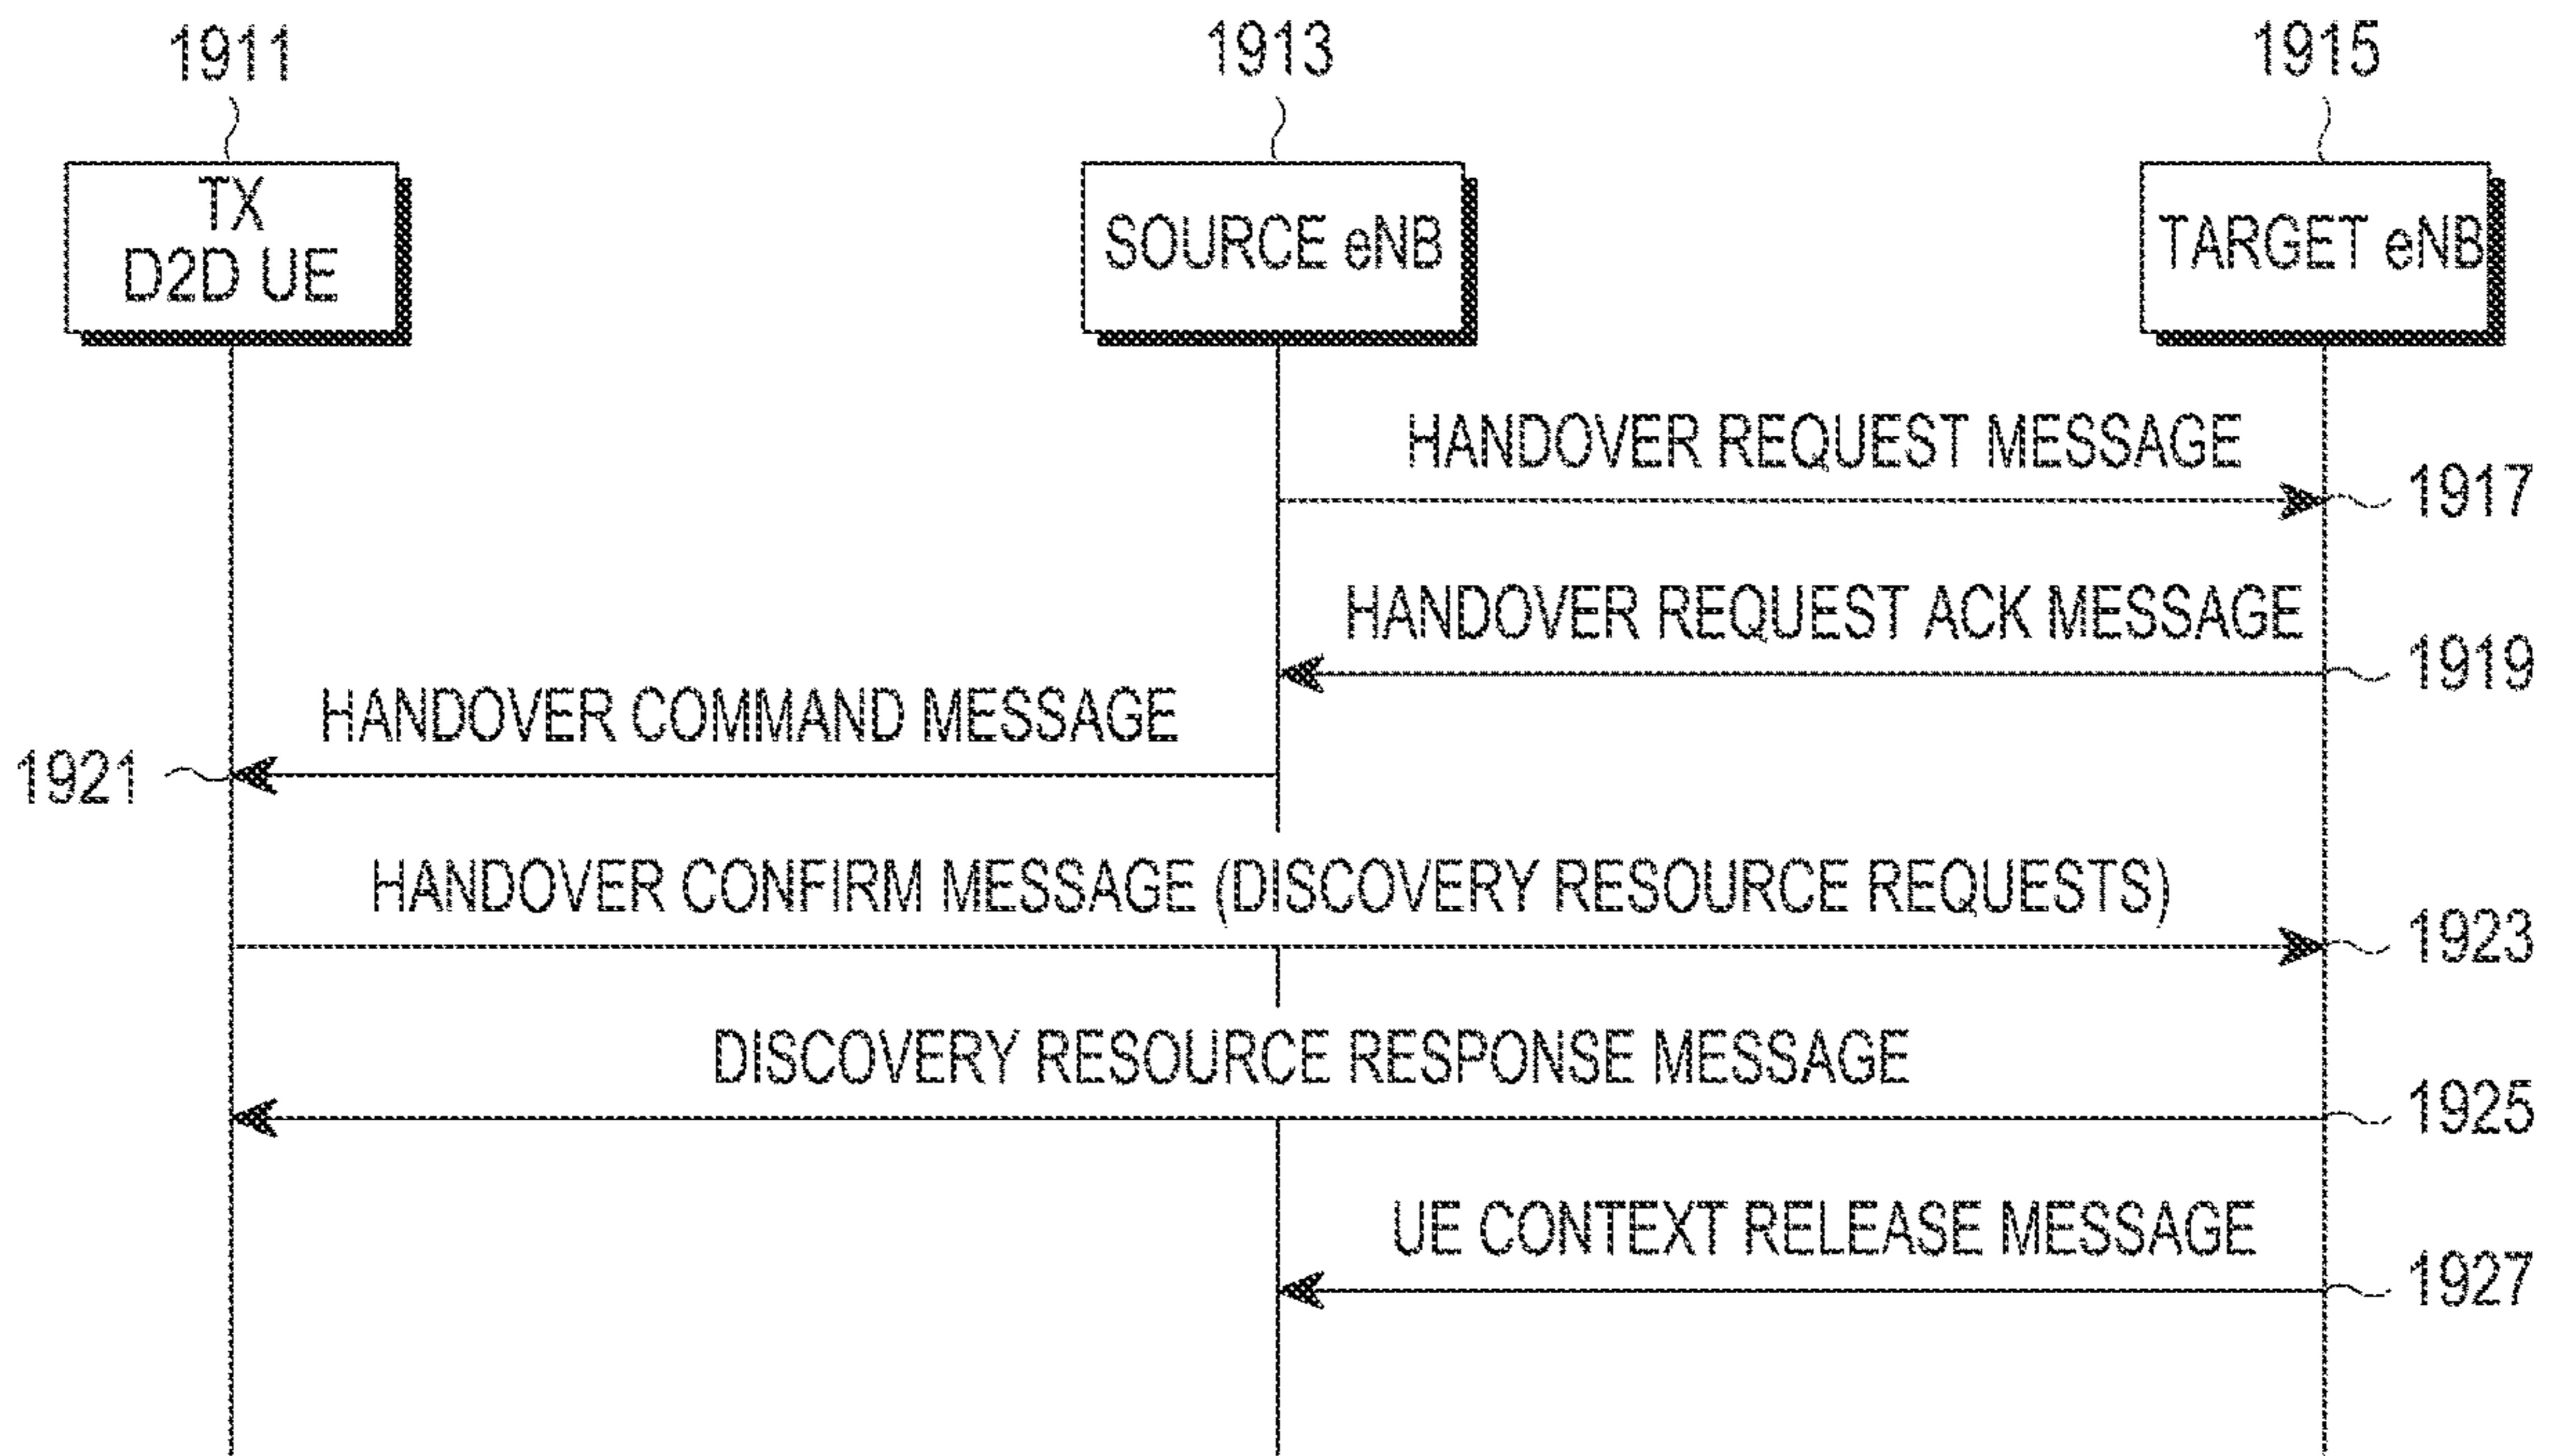 1911
1913
1915
TX
D2D UE
SOURCE eNB
TARGET eNB
HANDOVER REQUEST MESSAGE
1917
HANDOVER REQUEST ACK MESSAGE
1919
HANDOVER COMMAND MESSAGE
1921
HANDOVER CONFIRM MESSAGE (DISCOVERY RESOURCE REQUESTS)
1923
DISCOVERY RESOURCE RESPONSE MESSAGE
1925
UE CONTEXT RELEASE MESSAGE
1927